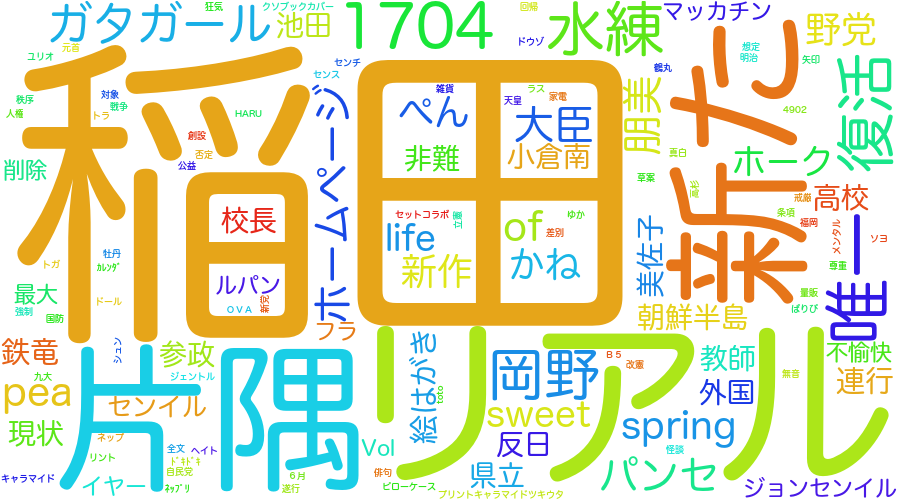 ガタガール
狂気
クソブックカバー
池田
1704
回帰
ドウゾ
水練
マッカチン
野党
ユリオ
元首
稲田
センチ
センス
雑貨
ラス
鶴丸
想定
明治
矢印
新た
復活
秩序
対象
戦争
人権
トラ
HARU
創設
否定
公益
ホームページ
天皇
家電
ぺん
大臣
朋美
4902
非難
小倉南
真白
ホーク
削除
校長
セットコラボ
立憲
of
ゆか
差別
草案
高杉
戒厳
高校
条項
福岡
メンタル
ソヨ
life
新作
かね
美佐子
尊重
唯一
牡丹
トガ
カレンダ
ルパン
最大
ドール
強制
国防
OVA
新党
量販
ぱりぴ
フラ
朝鮮半島
鉄竜
シュン
参政
片隅
リアル
絵はがき
岡野
B5
改憲
教師
無音
不愉快
九大
ジェントル
pea
センイル
toto
外国
連行
sweet
spring
現状
ネップ
リント
全文
ヘイト
Vol
反日
怪談
キャラマイド
ドキドキ
自民党
イヤー
ネップリ
6月
遂行
俳句
ピローケース
県立
パンセ
プリントキャラマイドツキウタ
ジョンセンイル